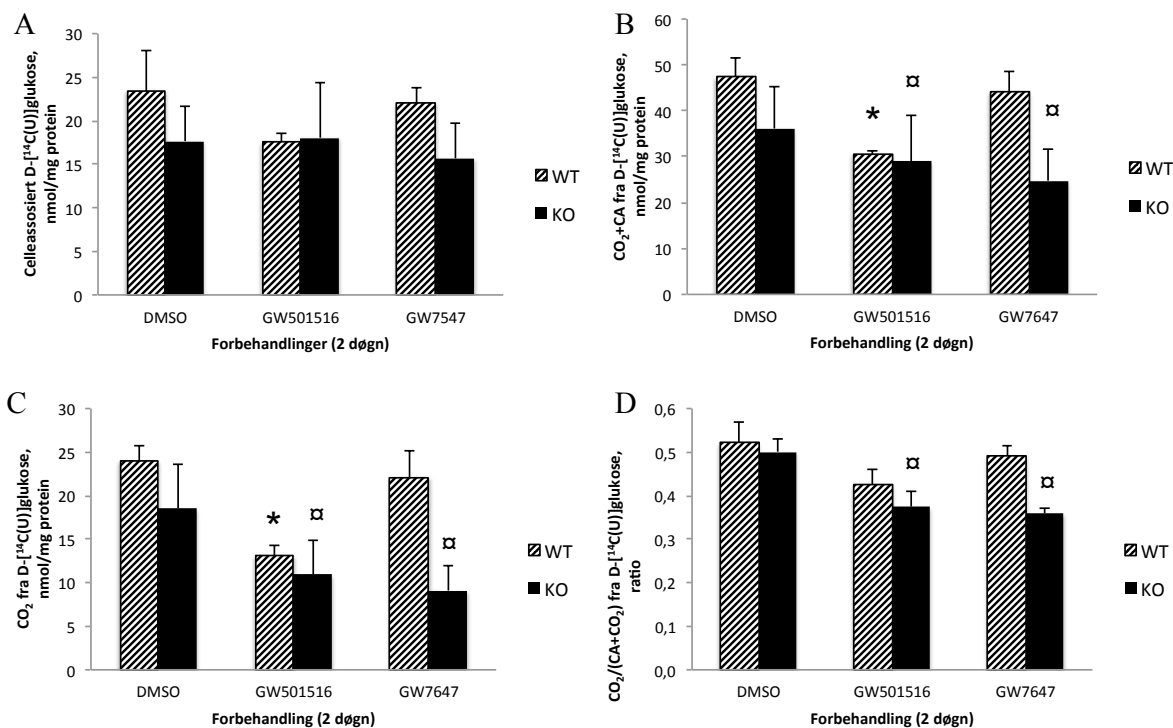 A
Celleassosiert D-[¹⁴C(U)]glukose,
nmol/mg protein
30
25
20
15
10
5
0
DMSO
GW501516
GW7547
Forbehandlinger (2 døgn)
WT
KO
B
CO₂+CA fra D-[¹⁴C(U)]glukose,
nmol/mg protein
60
50
40
30
20
10
0
* ¤ ¤
DMSO
GW501516
GW7647
Forbehandling (2 døgn)
WT
KO
C
CO₂ fra D-[¹⁴C(U)]glukose,
nmol/mg protein
30
25
20
15
10
5
0
* ¤ ¤
DMSO
GW501516
GW7647
Forbehandling (2 døgn)
WT
KO
D
CO₂/(CA+CO₂) fra D-[¹⁴C(U)]glukose,
ratio
0,6
0,5
0,4
0,3
0,2
0,1
0,0
¤ ¤
DMSO
GW501516
GW7647
Forbehandling (2 døgn)
WT
KO